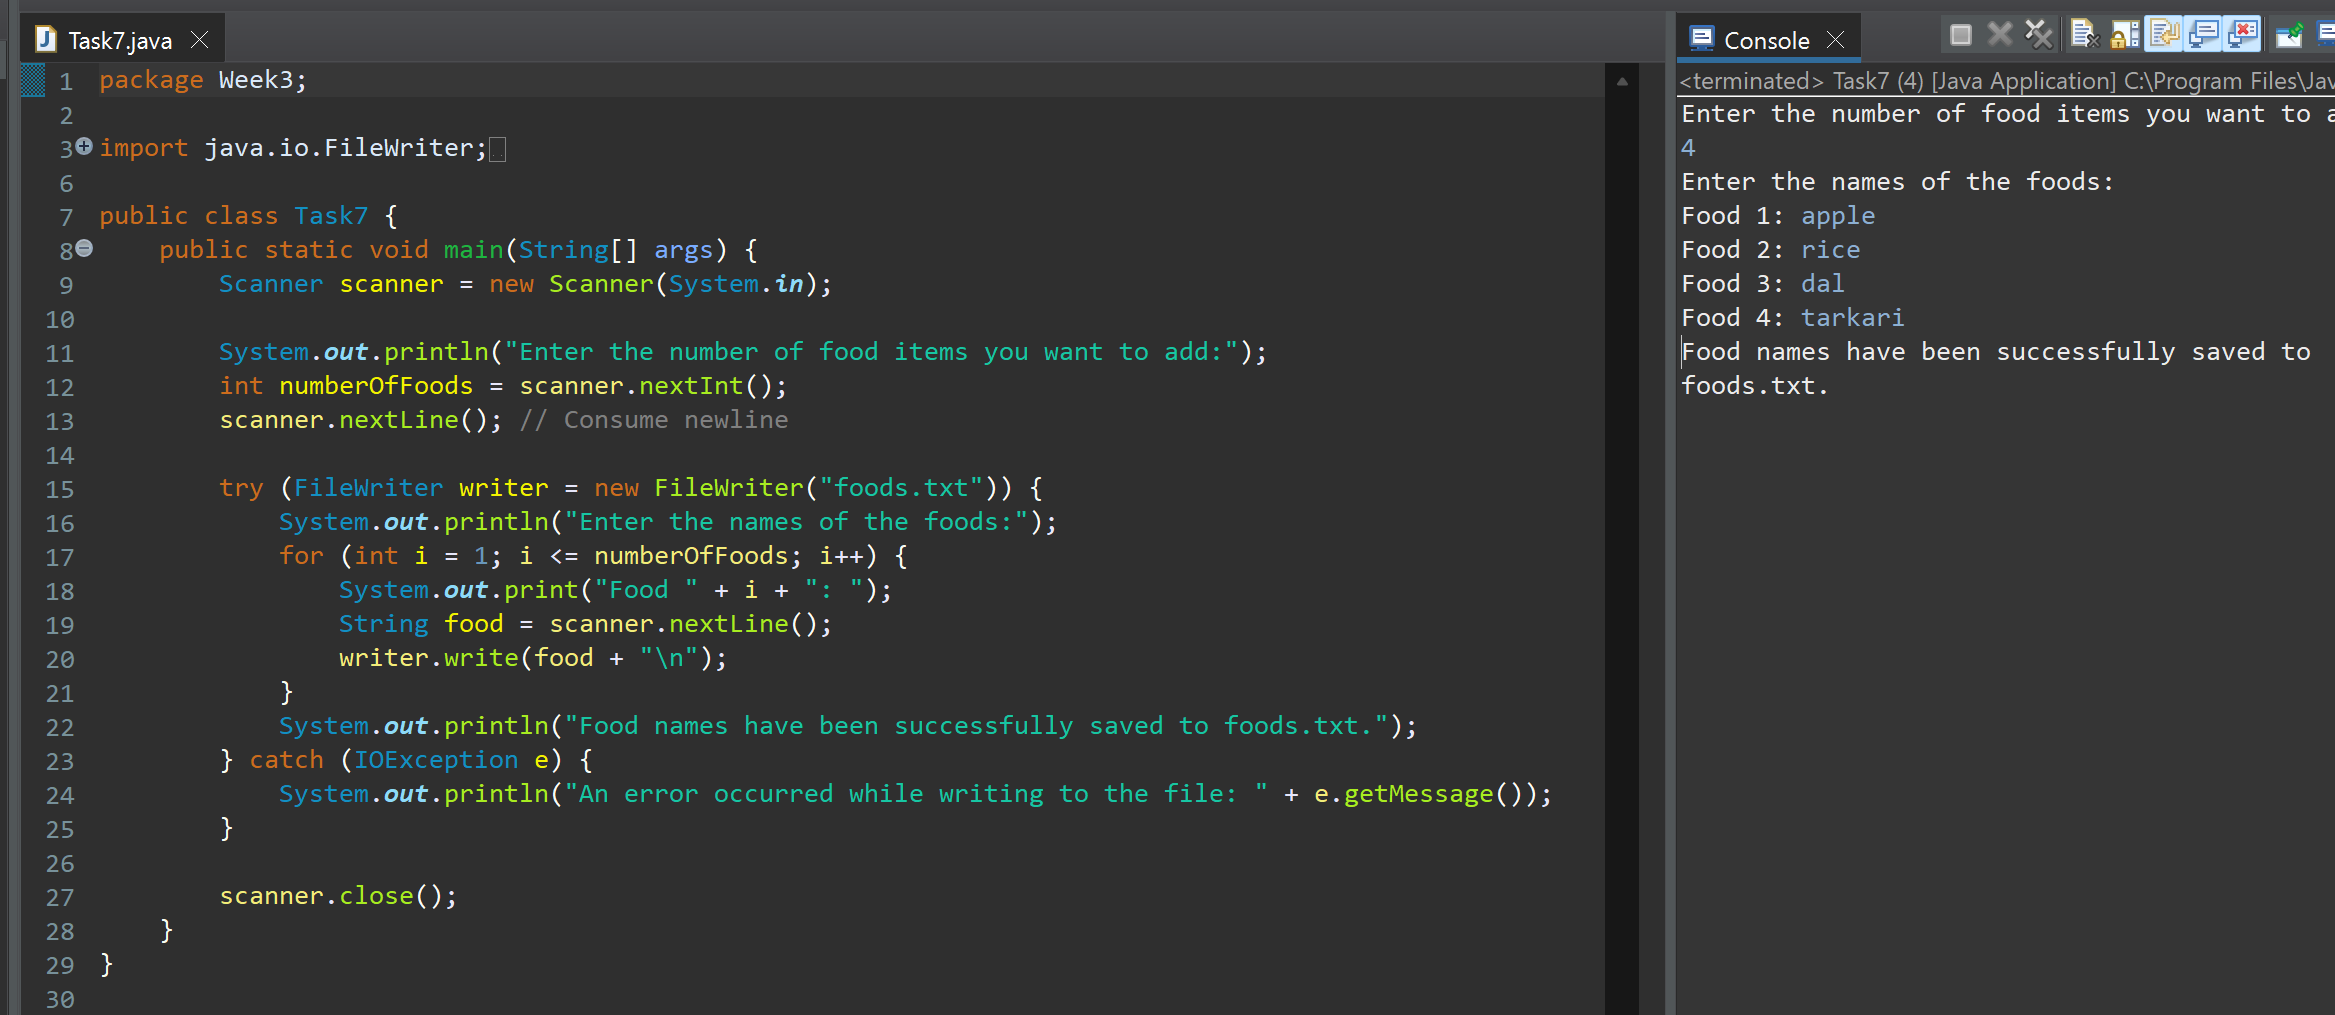 Task7.java
1 package Week3;
2
3 import java.io.FileWriter;
6
7 public class Task7 {
8     public static void main(String[] args) {
9         Scanner scanner = new Scanner(System.in);
10
11         System.out.println("Enter the number of food items you want to add:");
12         int numberOfFoods = scanner.nextInt();
13         scanner.nextLine(); // Consume newline
14
15         try (FileWriter writer = new FileWriter("foods.txt")) {
16             System.out.println("Enter the names of the foods:");
17             for (int i = 1; i <= numberOfFoods; i++) {
18                 System.out.print("Food " + i + ": ");
19                 String food = scanner.nextLine();
20                 writer.write(food + "\n");
21             }
22             System.out.println("Food names have been successfully saved to foods.txt.");
23         } catch (IOException e) {
24             System.out.println("An error occurred while writing to the file: " + e.getMessage());
25         }
26
27         scanner.close();
28     }
29 }
30
Console
<terminated> Task7 (4) [Java Application] C:\Program Files\Jav
Enter the number of food items you want to a
4
Enter the names of the foods:
Food 1: apple
Food 2: rice
Food 3: dal
Food 4: tarkari
Food names have been successfully saved to
foods.txt.